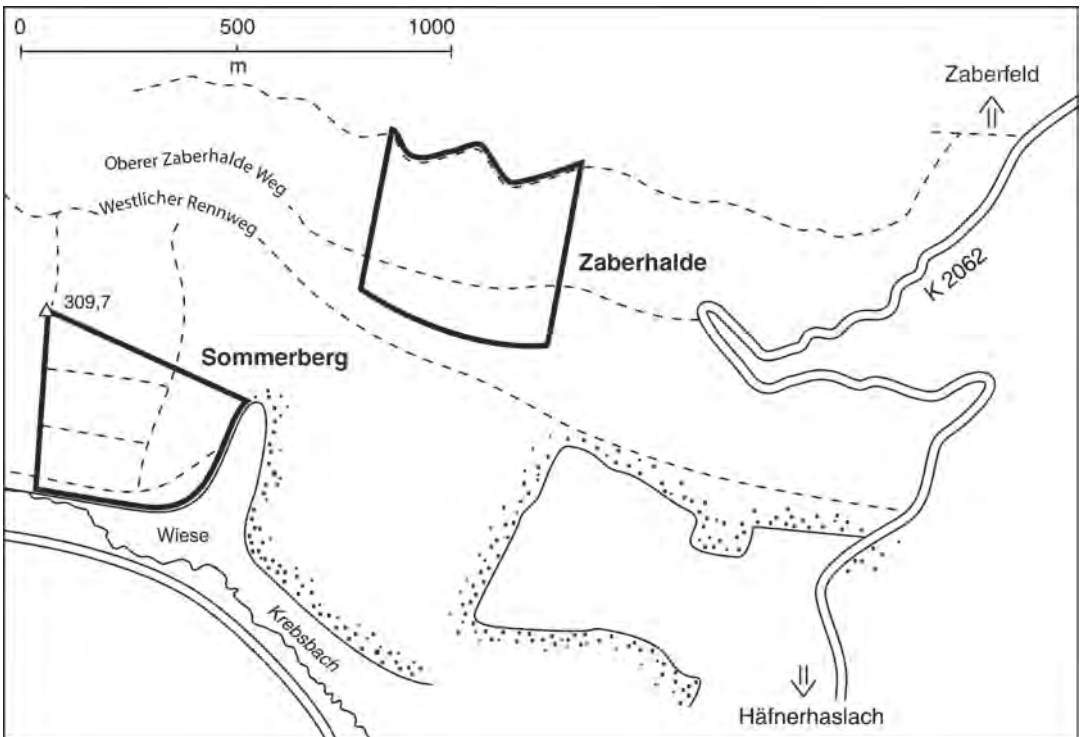 0 500 1000
m
Zaberfeld
Oberer Zaberhalde Weg
Westlicher Rennweg
Zaberhalde
K 2062
309,7
Sommerberg
Wiese
Krebsbach
Häfnerhaslach